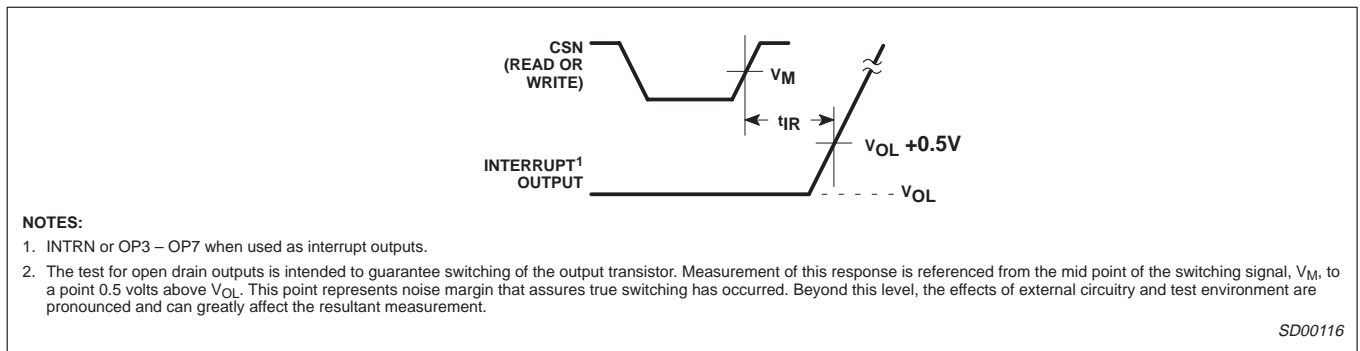 CSN
(READ OR
WRITE)
VM
tIR
VOL +0.5V
INTERRUPT1
OUTPUT
VOL
NOTES:
1. INTRN or OP3 – OP7 when used as interrupt outputs.
2. The test for open drain outputs is intended to guarantee switching of the output transistor. Measurement of this response is referenced from the mid point of the switching signal, VM, to
a point 0.5 volts above VOL. This point represents noise margin that assures true switching has occurred. Beyond this level, the effects of external circuitry and test environment are
pronounced and can greatly affect the resultant measurement.
SD00116